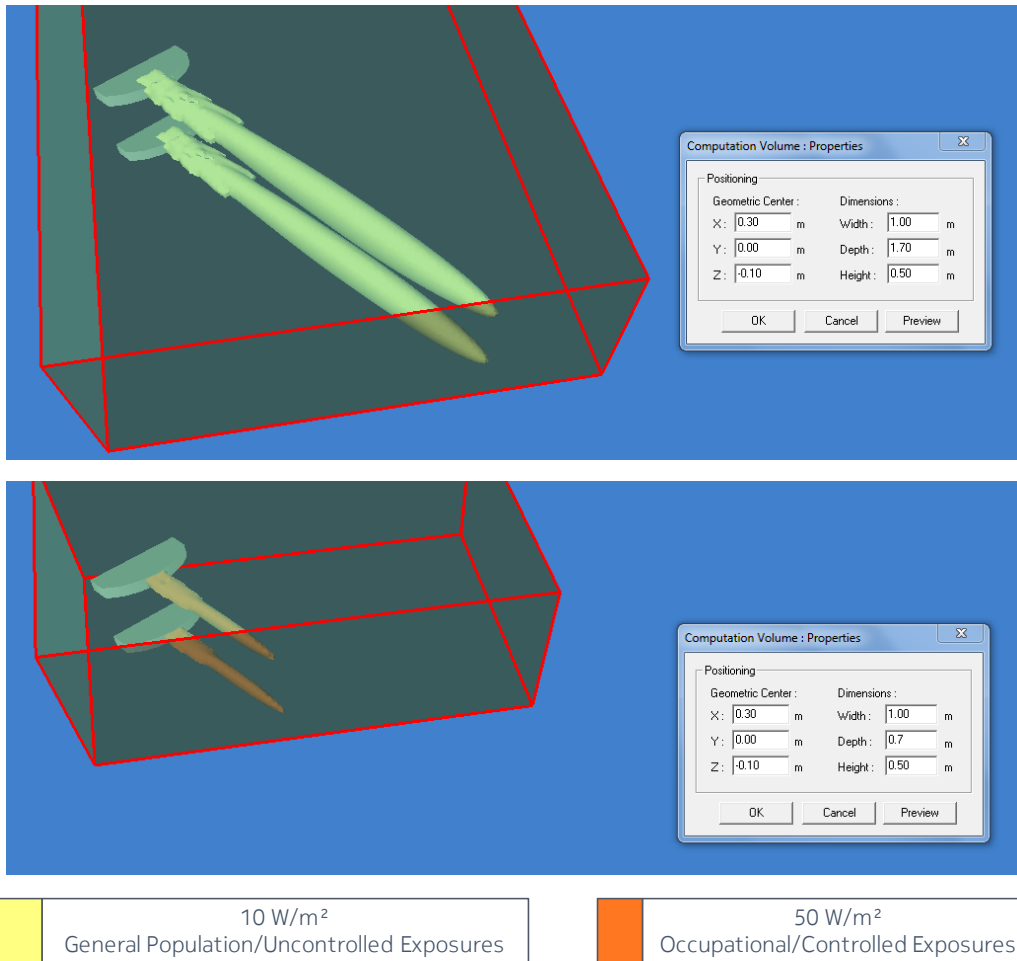 Computation Volume : Properties
X
Positioning
Geometric Center :
Dimensions :
X : 0.30 m
Width : 1.00 m
Y : 0.00 m
Depth : 1.70 m
Z : -0.10 m
Height : 0.50 m
OK
Cancel
Preview
Computation Volume : Properties
X
Positioning
Geometric Center :
Dimensions :
X : 0.30 m
Width : 1.00 m
Y : 0.00 m
Depth : 0.7 m
Z : -0.10 m
Height : 0.50 m
OK
Cancel
Preview
10 W/m²
General Population/Uncontrolled Exposures
50 W/m²
Occupational/Controlled Exposures